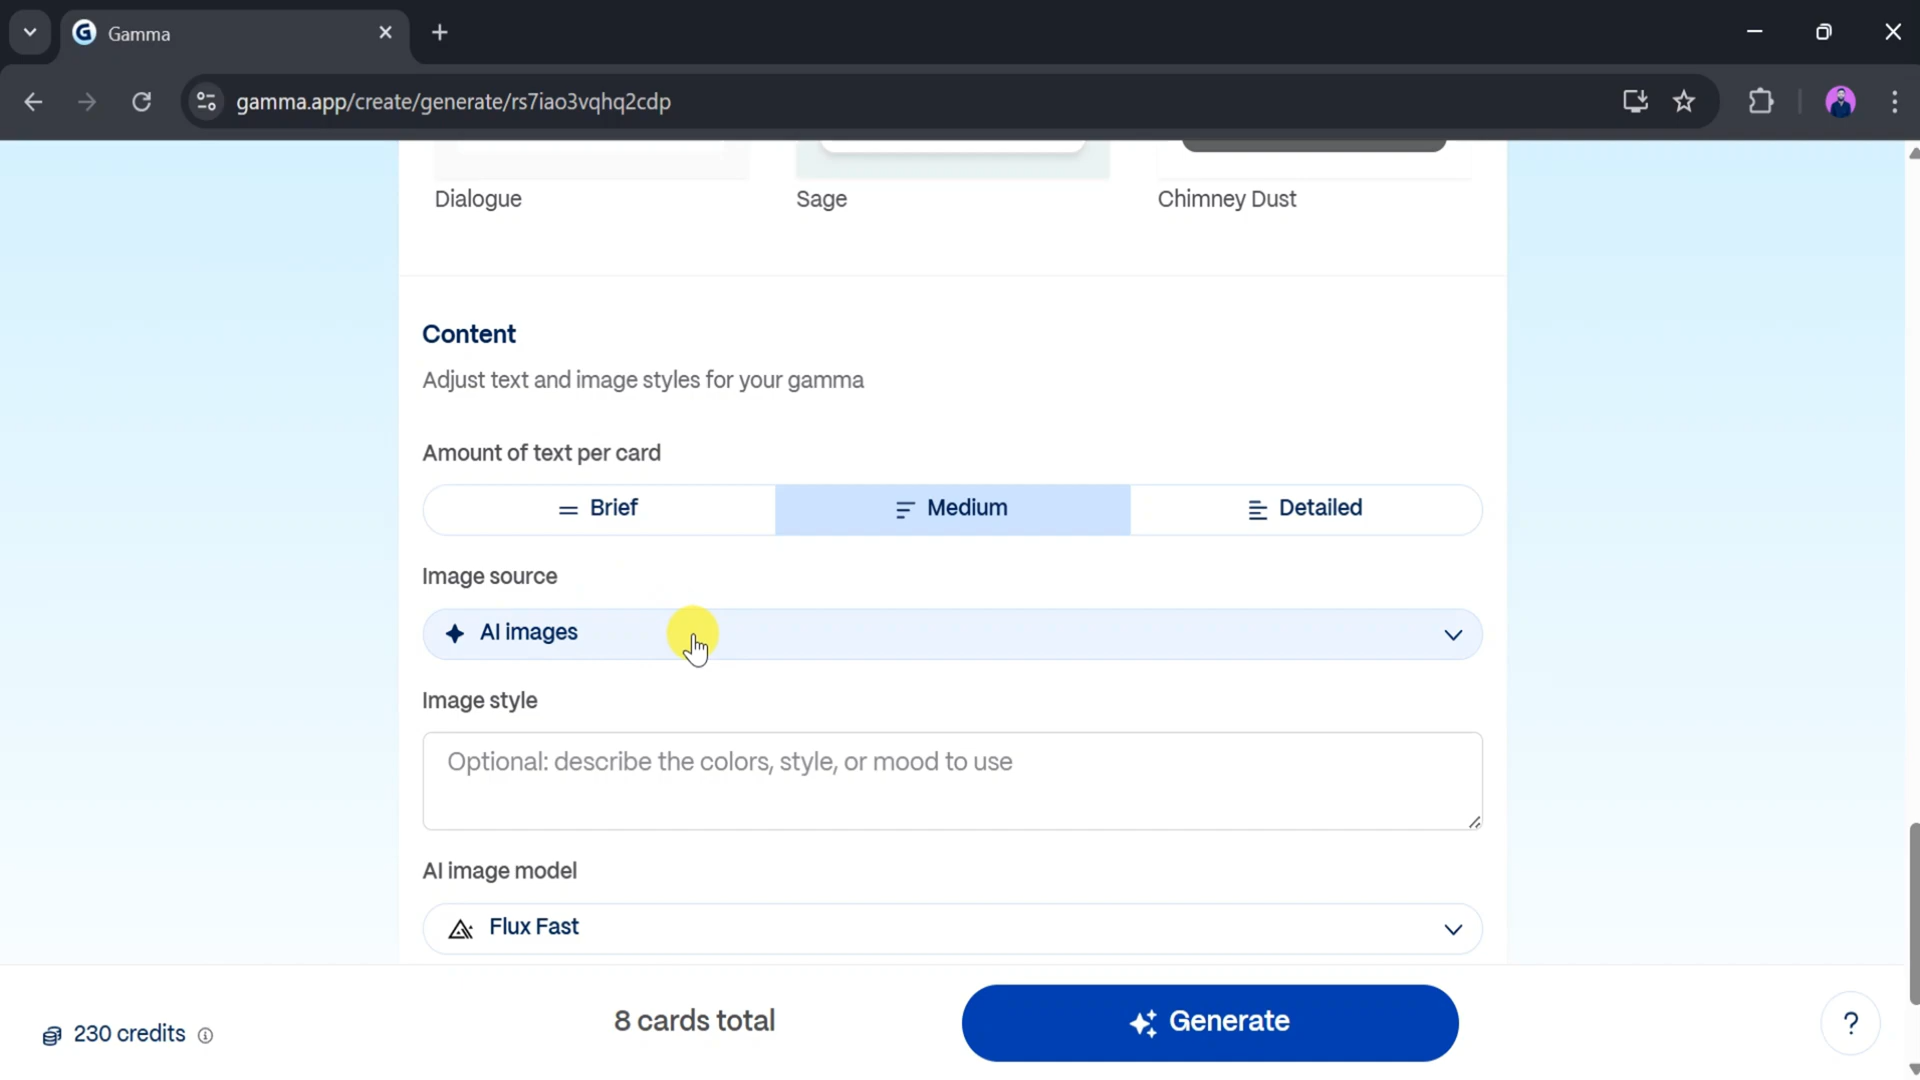 Gamma
gamma.app/create/generate/rs7iao3vqhq2cdp
Dialogue
Sage
Chimney Dust
Content
Adjust text and image styles for your gamma
Amount of text per card
Brief
Medium
Detailed
Image source
AI images
Image style
Optional: describe the colors, style, or mood to use
AI image model
Flux Fast
230 credits
8 cards total
Generate
?